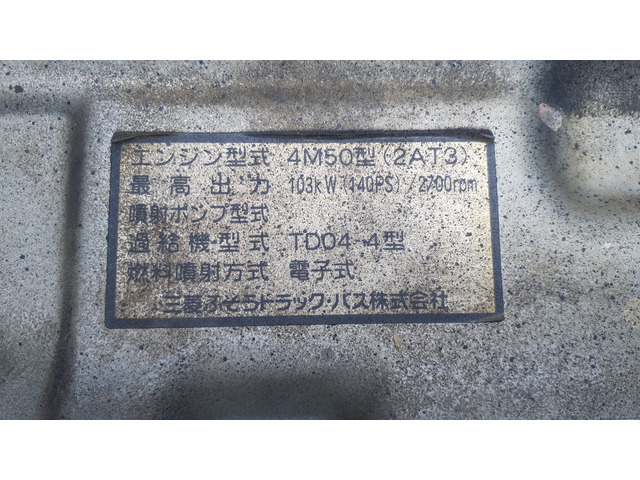 エンジン型式 4M50型(2AT3)
最高出力 103kW(140PS)/2700rpm
噴射ポンプ型式
過給機・型式 TD04-4型
燃料噴射方式 電子式
三菱ふそうトラック・バス株式会社